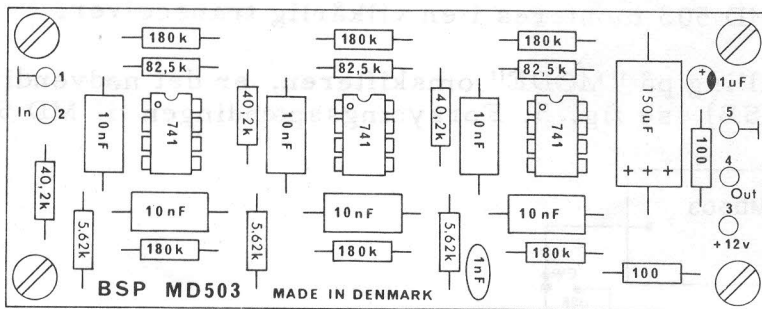 180k 180k 180k
82,5k 82,5k 82,5k
1
In 2
10nF
741
40,2k
10nF
741
40,2k
10nF
741
150uF
+ + +
+
1uF
5
100
4
Out
3
+12v
40,2k
5.62k
10nF
180k
5.62k
10nF
180k
5.62k
1nF
10nF
180k
100
BSP MD503 MADE IN DENMARK